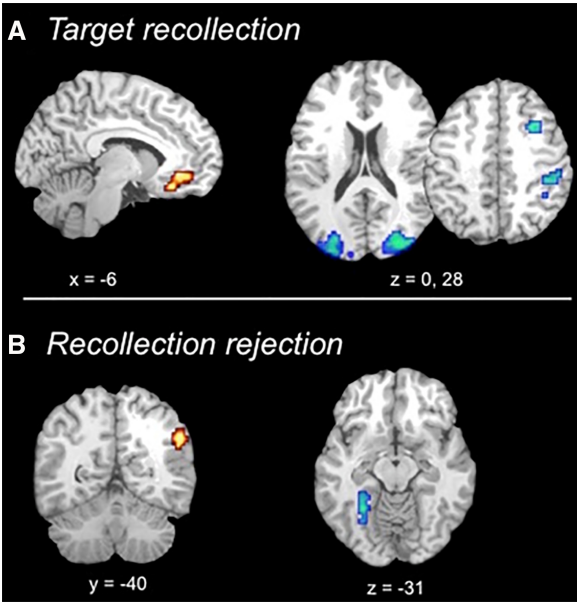 A Target recollection
x = -6
z = 0, 28
B Recollection rejection
y = -40
z = -31